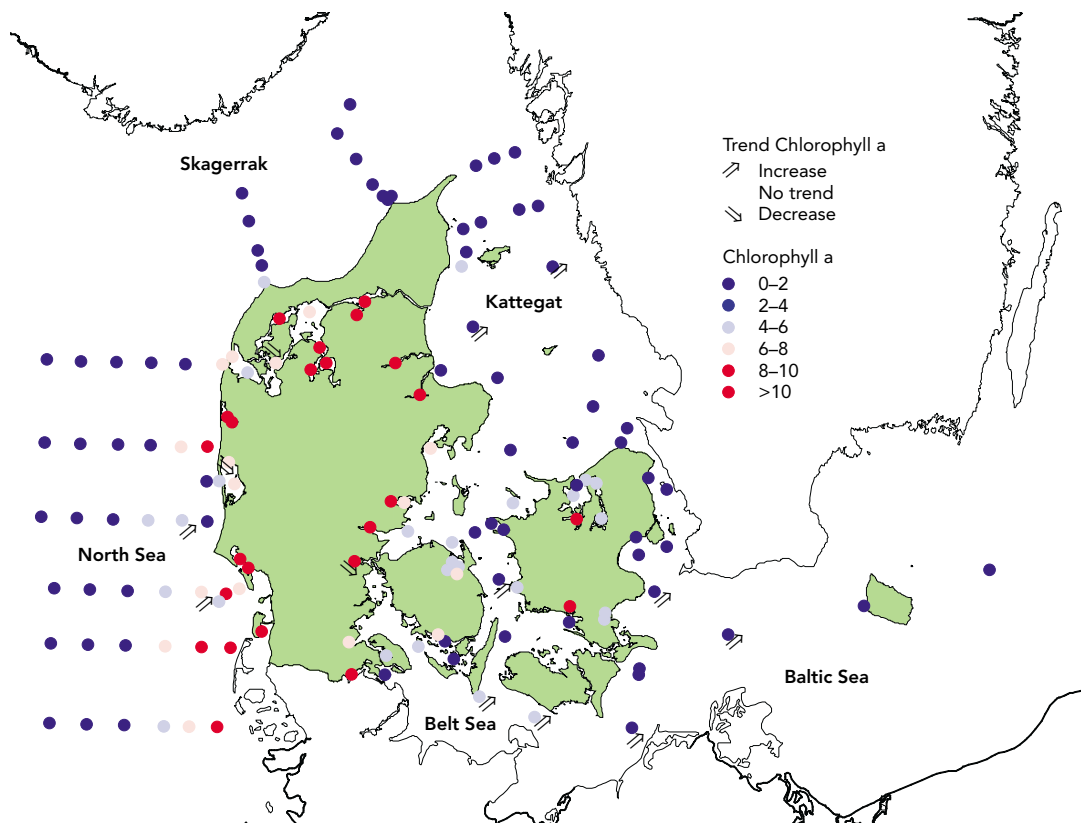 Skagerrak
Kattegat
North Sea
Belt Sea
Baltic Sea
Trend Chlorophyll a
Increase
No trend
Decrease
Chlorophyll a
0–2
2–4
4–6
6–8
8–10
>10